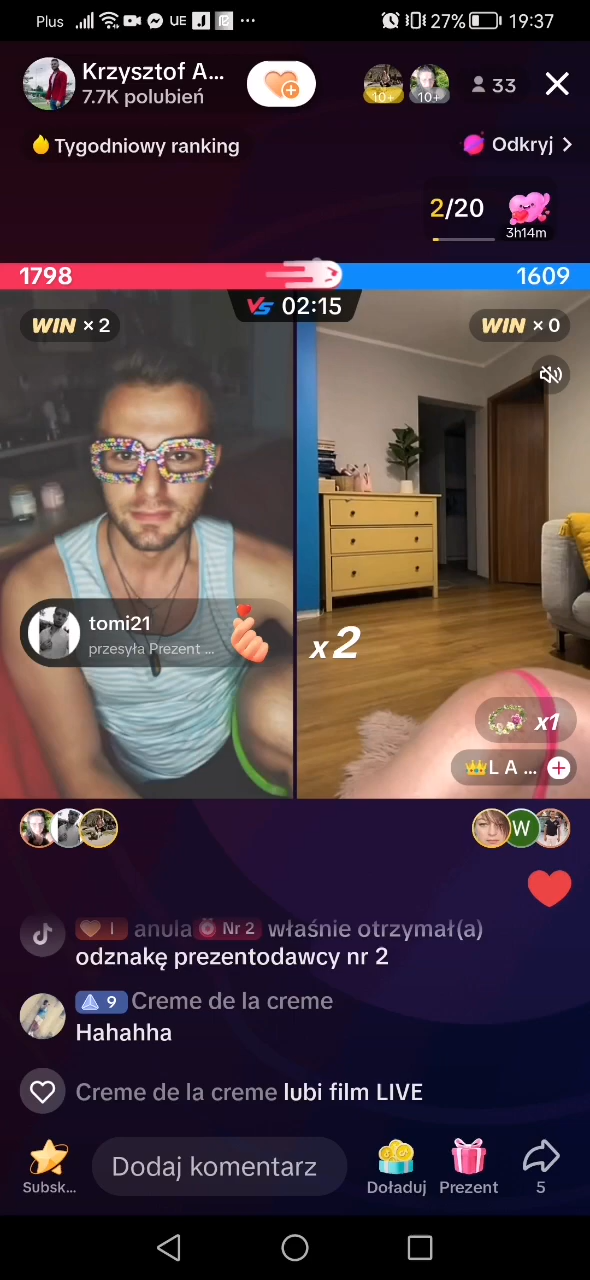 Plus UE 27% 19:37
Krzysztof A...
7.7K polubień
10+ 10+ 33
Tygodniowy ranking Odkryj >
2/20
3h14m
1798 1609
VS 02:15
WIN × 2 WIN × 0
tomi21
przesyła Prezent ...
x2
x1
L A ...
W
I anula Nr 2 właśnie otrzymał(a)
odznakę prezentodawcy nr 2
9 Creme de la creme
Hahahha
Creme de la creme lubi film LIVE
Subsk...
Dodaj komentarz
Doładuj
Prezent
5